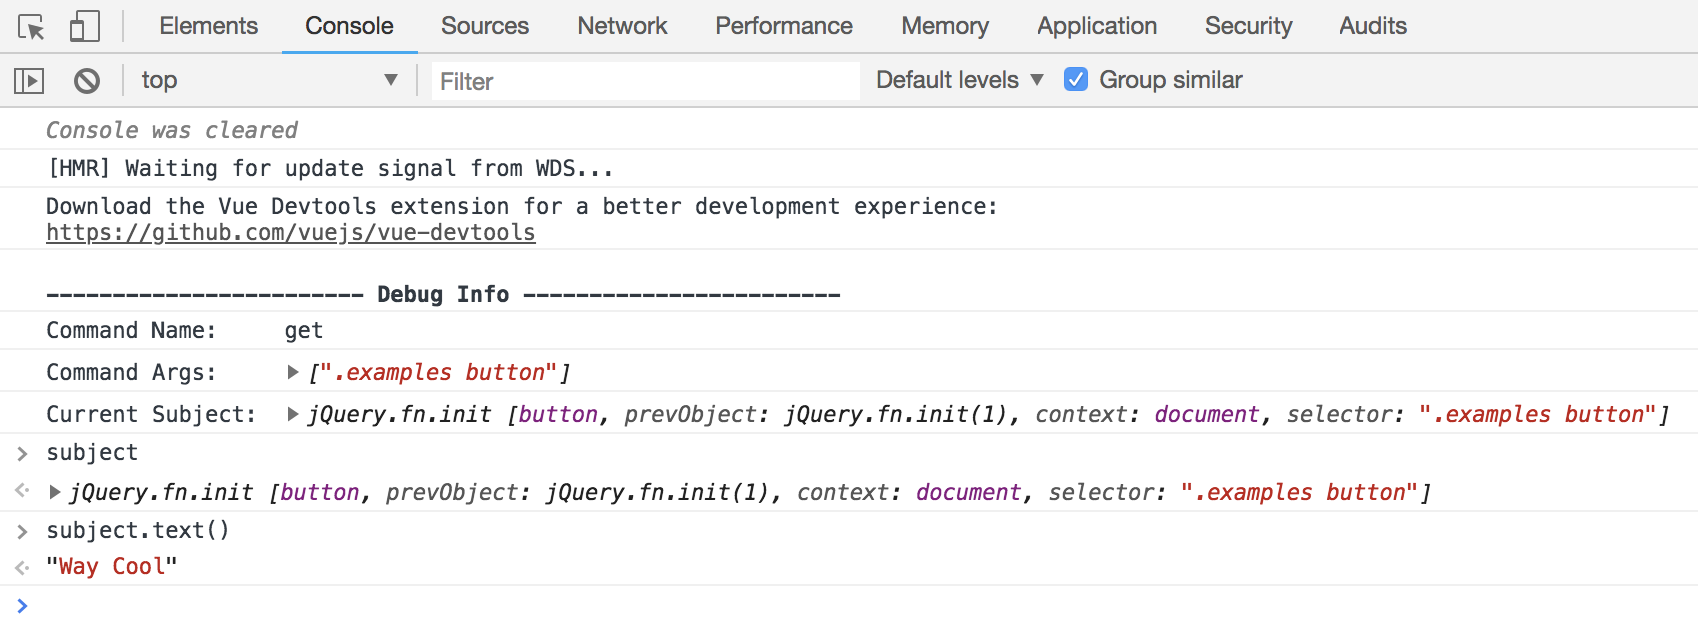 Elements Console Sources Network Performance Memory Application Security Audits
top Filter Default levels Group similar
Console was cleared
[HMR] Waiting for update signal from WDS...
Download the Vue Devtools extension for a better development experience:
https://github.com/vuejs/vue-devtools
------------------------ Debug Info ------------------------
Command Name: get
Command Args: [".examples button"]
Current Subject: jQuery.fn.init [button, prevObject: jQuery.fn.init(1), context: document, selector: ".examples button"]
subject
jQuery.fn.init [button, prevObject: jQuery.fn.init(1), context: document, selector: ".examples button"]
subject.text()
"Way Cool"